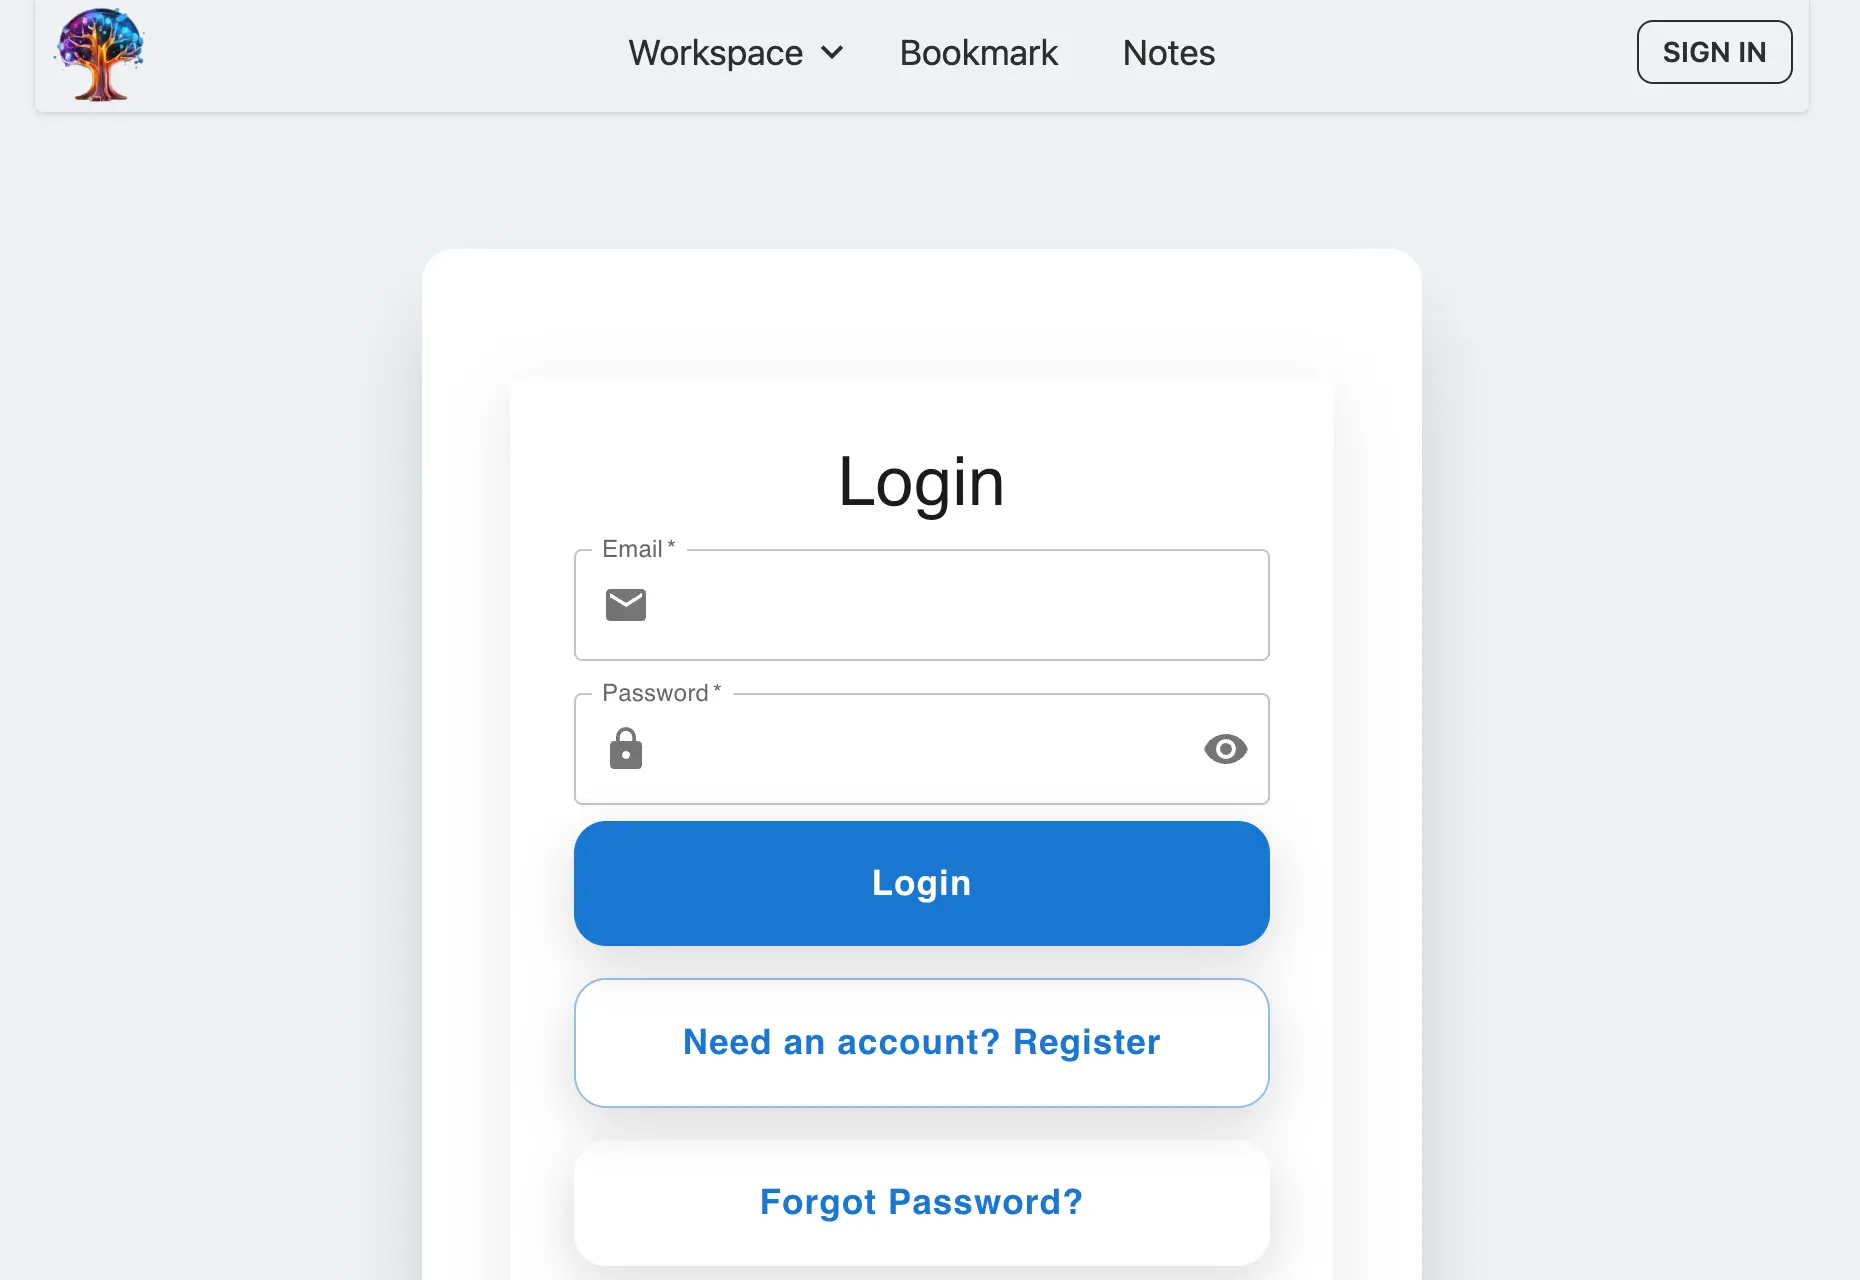 Workspace Bookmark Notes SIGN IN
Login
Email *
Password *
Login
Need an account? Register
Forgot Password?